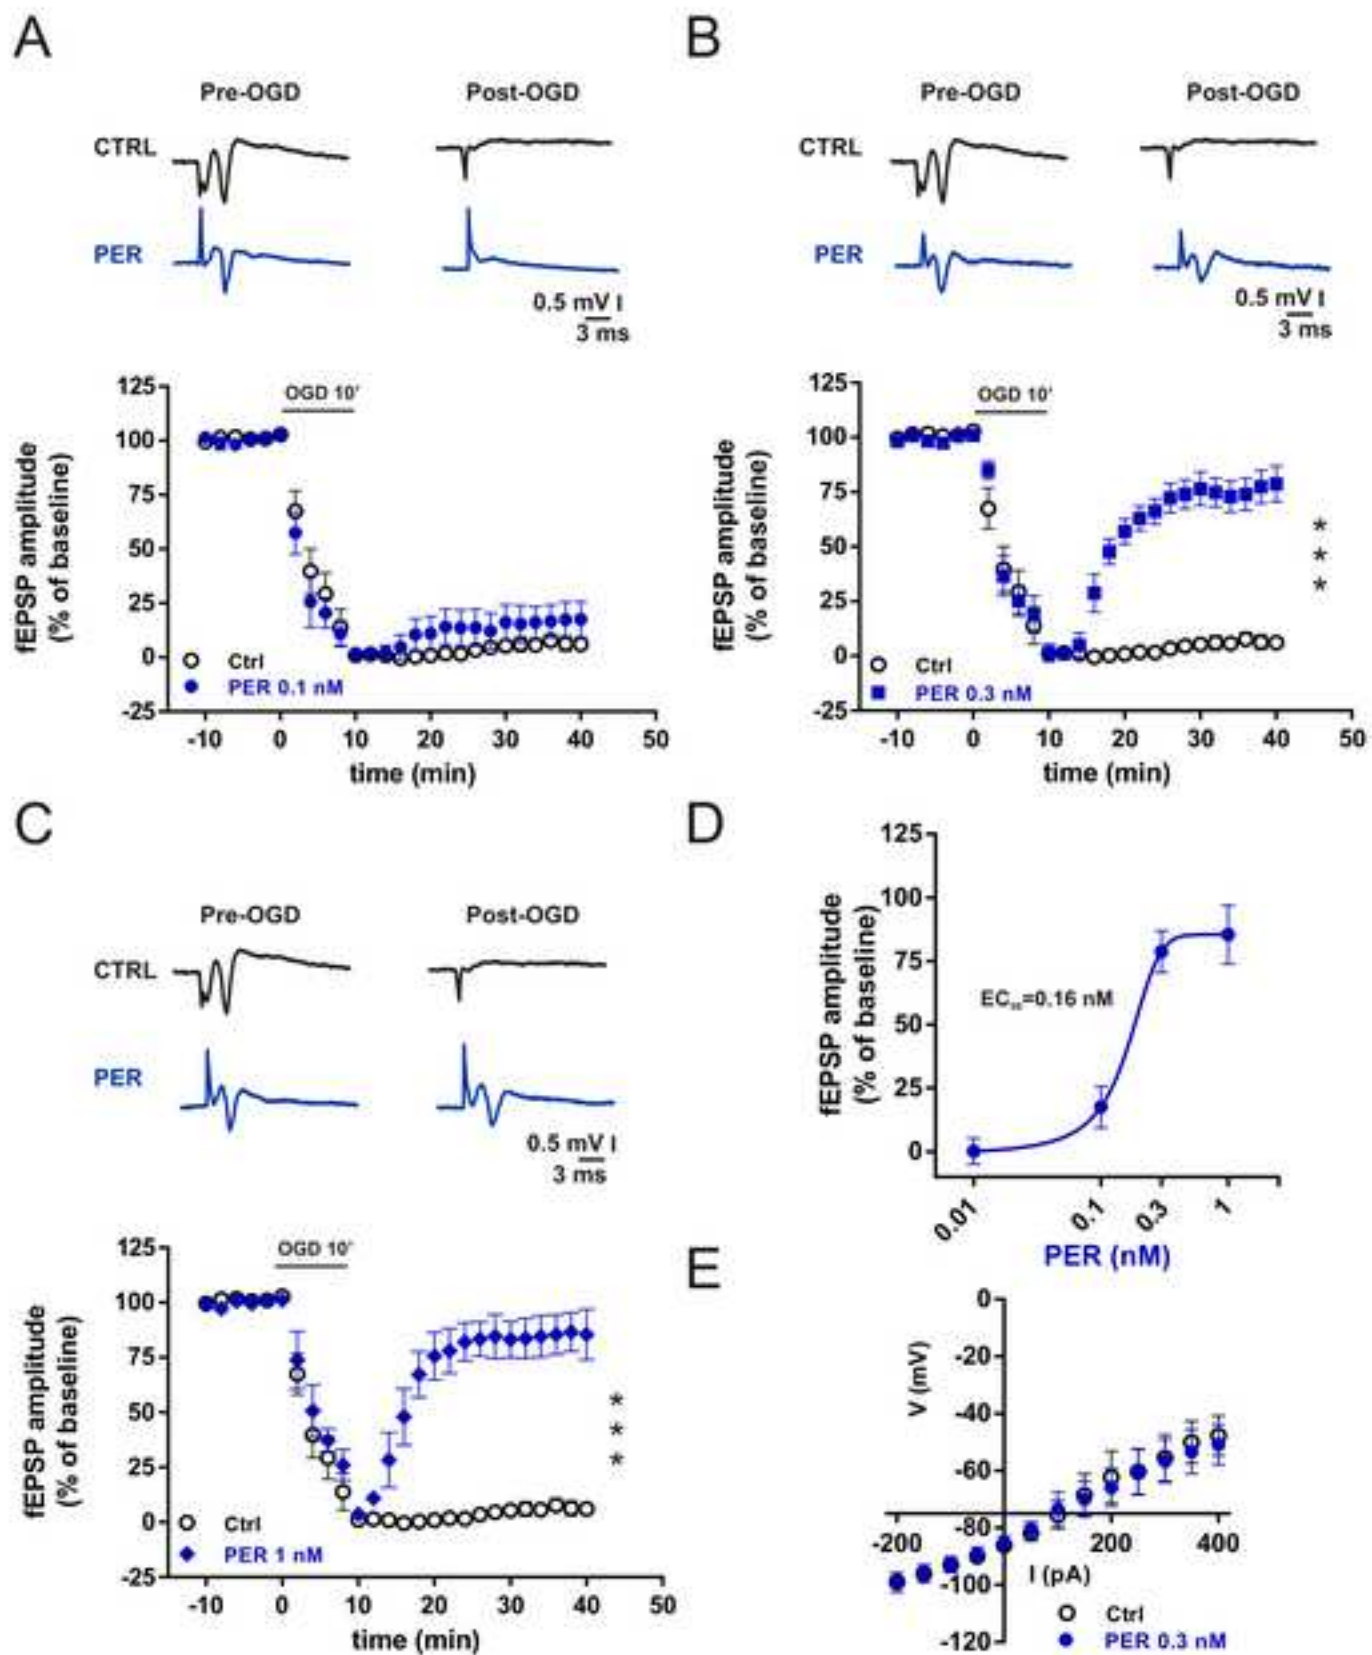 A
Pre-OGD Post-OGD
CTRL
PER
0.5 mV
3 ms
125
100
75
50
25
0
-25
OGD 10'
fEPSP amplitude
(% of baseline)
Ctrl
PER 0.1 nM
-10 0 10 20 30 40 50
time (min)
B
Pre-OGD Post-OGD
CTRL
PER
0.5 mV
3 ms
125
100
75
50
25
0
-25
OGD 10'
fEPSP amplitude
(% of baseline)
* * *
Ctrl
PER 0.3 nM
-10 0 10 20 30 40 50
time (min)
C
Pre-OGD Post-OGD
CTRL
PER
0.5 mV
3 ms
125
100
75
50
25
0
-25
OGD 10'
fEPSP amplitude
(% of baseline)
* * *
Ctrl
PER 1 nM
-10 0 10 20 30 40 50
time (min)
D
125
100
75
50
25
0
fEPSP amplitude
(% of baseline)
=0.16 nM
0.01 0.1 0.3 1
PER (nM)
E
0
-20
-40
-60
-80
-100
-120
V (mV)
-200 200 400
I (pA)
Ctrl
PER 0.3 nM